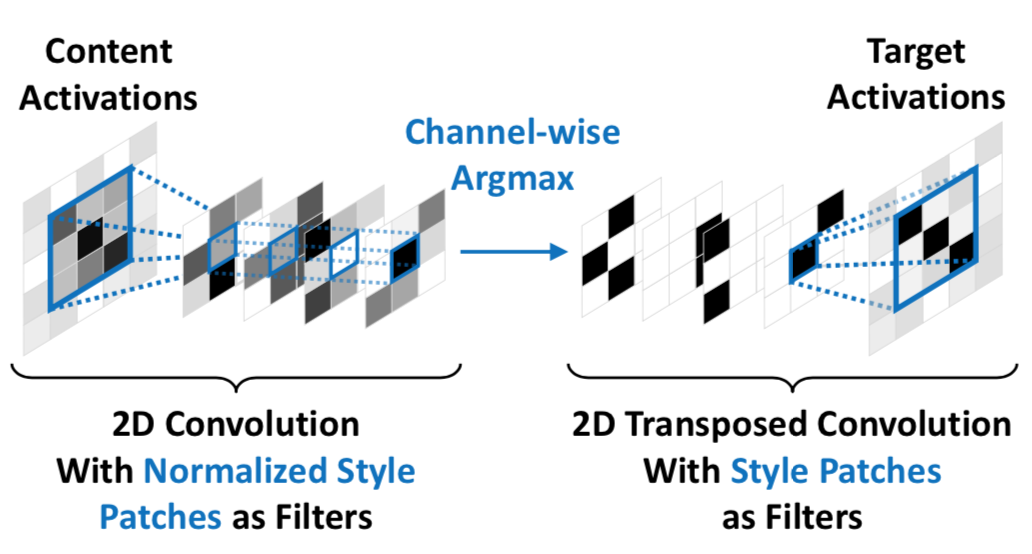 Content
Activations
Channel-wise
Argmax
Target
Activations
2D Convolution
With Normalized Style
Patches as Filters
2D Transposed Convolution
With Style Patches
as Filters